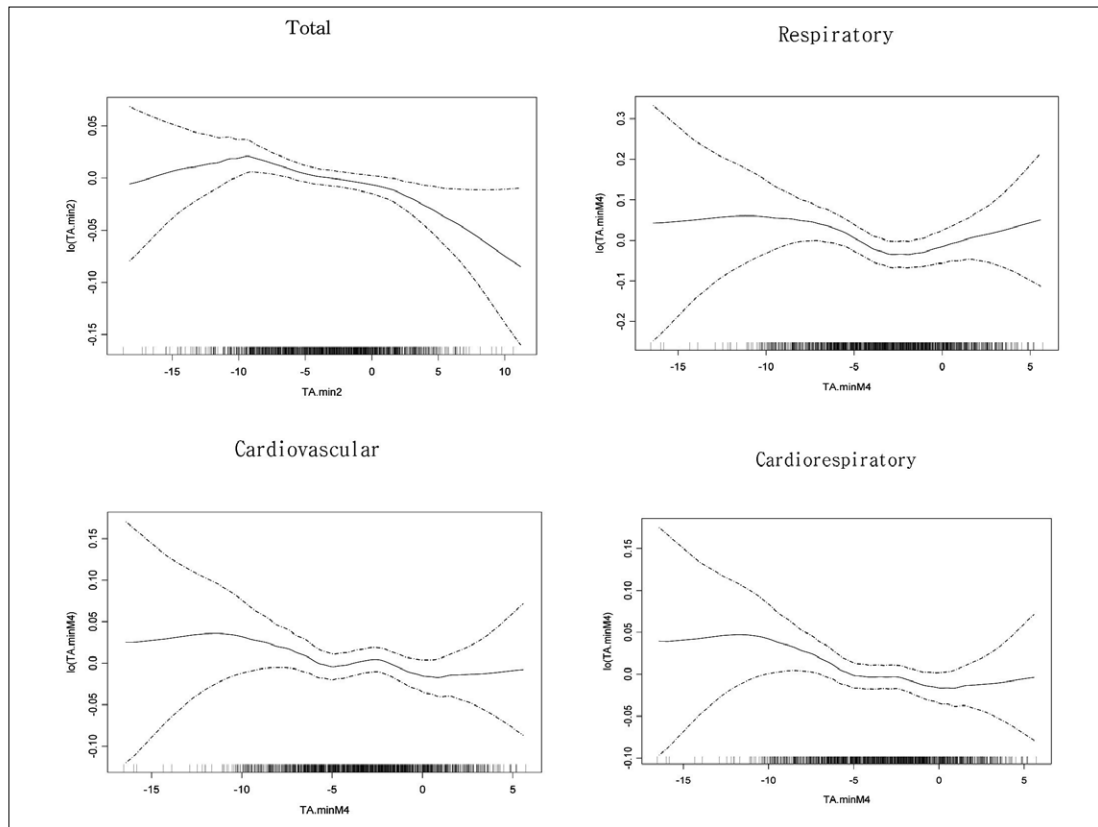 Total
0.05
0.0
-0.05
-0.10
-0.15
lo(TA.min2)
-15 -10 -5 0 5 10
TA.min2
Respiratory
0.3
0.2
0.1
0.0
-0.1
-0.2
lo(TA.minM4)
-15 -10 -5 0 5
TA.minM4
Cardiovascular
0.15
0.10
0.05
0.0
-0.05
-0.10
lo(TA.minM4)
-15 -10 -5 0 5
TA.minM4
Cardiorespiratory
0.15
0.10
0.05
0.0
-0.05
-0.10
lo(TA.minM4)
-15 -10 -5 0 5
TA.minM4